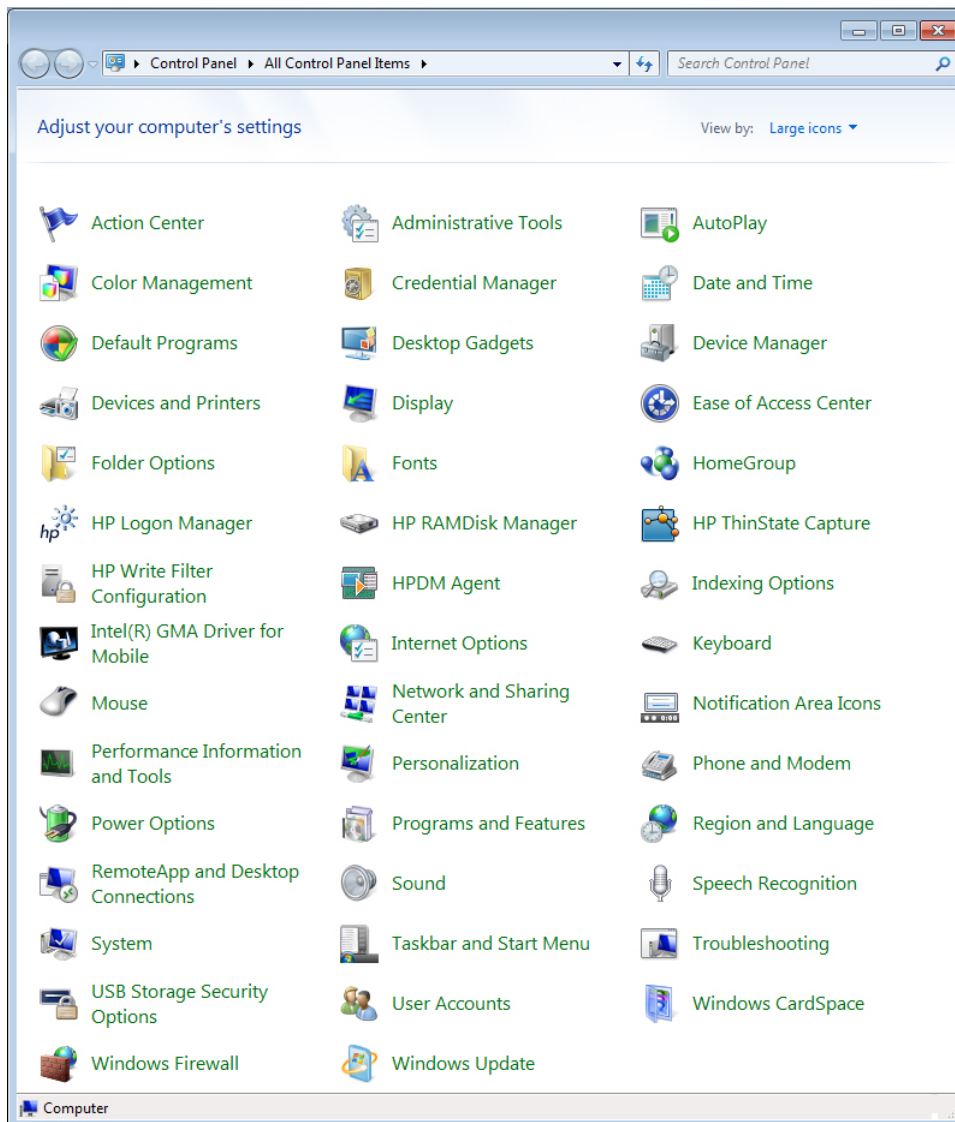 Control Panel All Control Panel Items Search Control Panel
Adjust your computer's settings View by: Large icons
Action Center Administrative Tools AutoPlay
Color Management Credential Manager Date and Time
Default Programs Desktop Gadgets Device Manager
Devices and Printers Display Ease of Access Center
Folder Options Fonts HomeGroup
hp HP Logon Manager HP RAMDisk Manager HP ThinState Capture
HP Write Filter
Configuration
HPDM Agent Indexing Options
Intel(R) GMA Driver for
Mobile
Internet Options Keyboard
Mouse
Network and Sharing
Center
Notification Area Icons
Performance Information
and Tools
Personalization Phone and Modem
Power Options Programs and Features Region and Language
RemoteApp and Desktop
Connections
Sound Speech Recognition
System Taskbar and Start Menu Troubleshooting
USB Storage Security
Options
User Accounts Windows CardSpace
Windows Firewall Windows Update
Computer